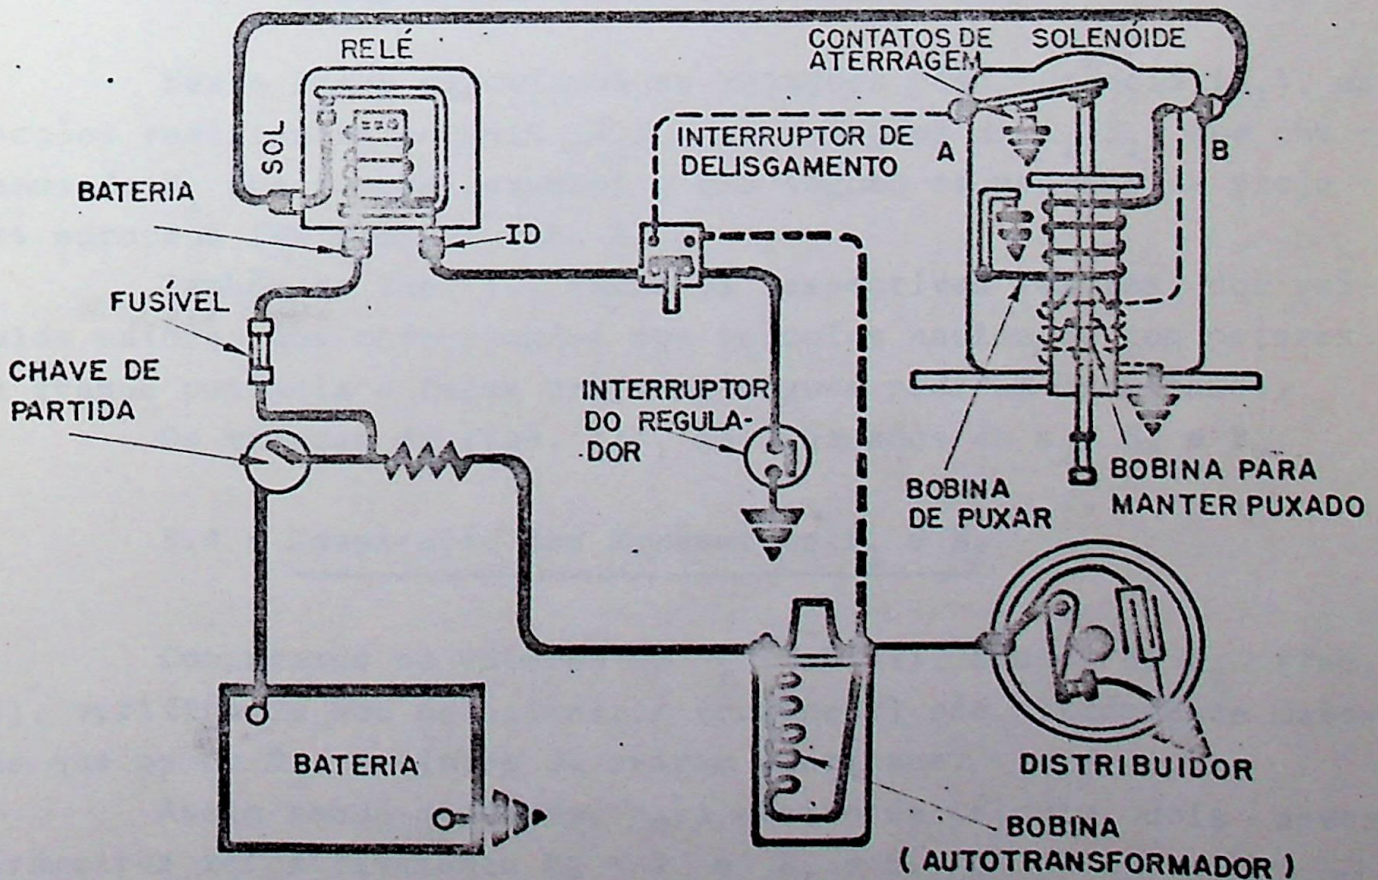 RELÉ
CONTATOS DE
ATERRAGEM
SOLENÓIDE
SOL
BATERIA
ID
INTERRUPTOR DE
DELISGAMENTO
A
B
FUSÍVEL
CHAVE DE
PARTIDA
INTERRUPTOR
DO REGULA-
DOR
BOBINA
DE PUXAR
BOBINA PARA
MANTER PUXADO
BATERIA
DISTRIBUIDOR
BOBINA
( AUTOTRANSFORMADOR )